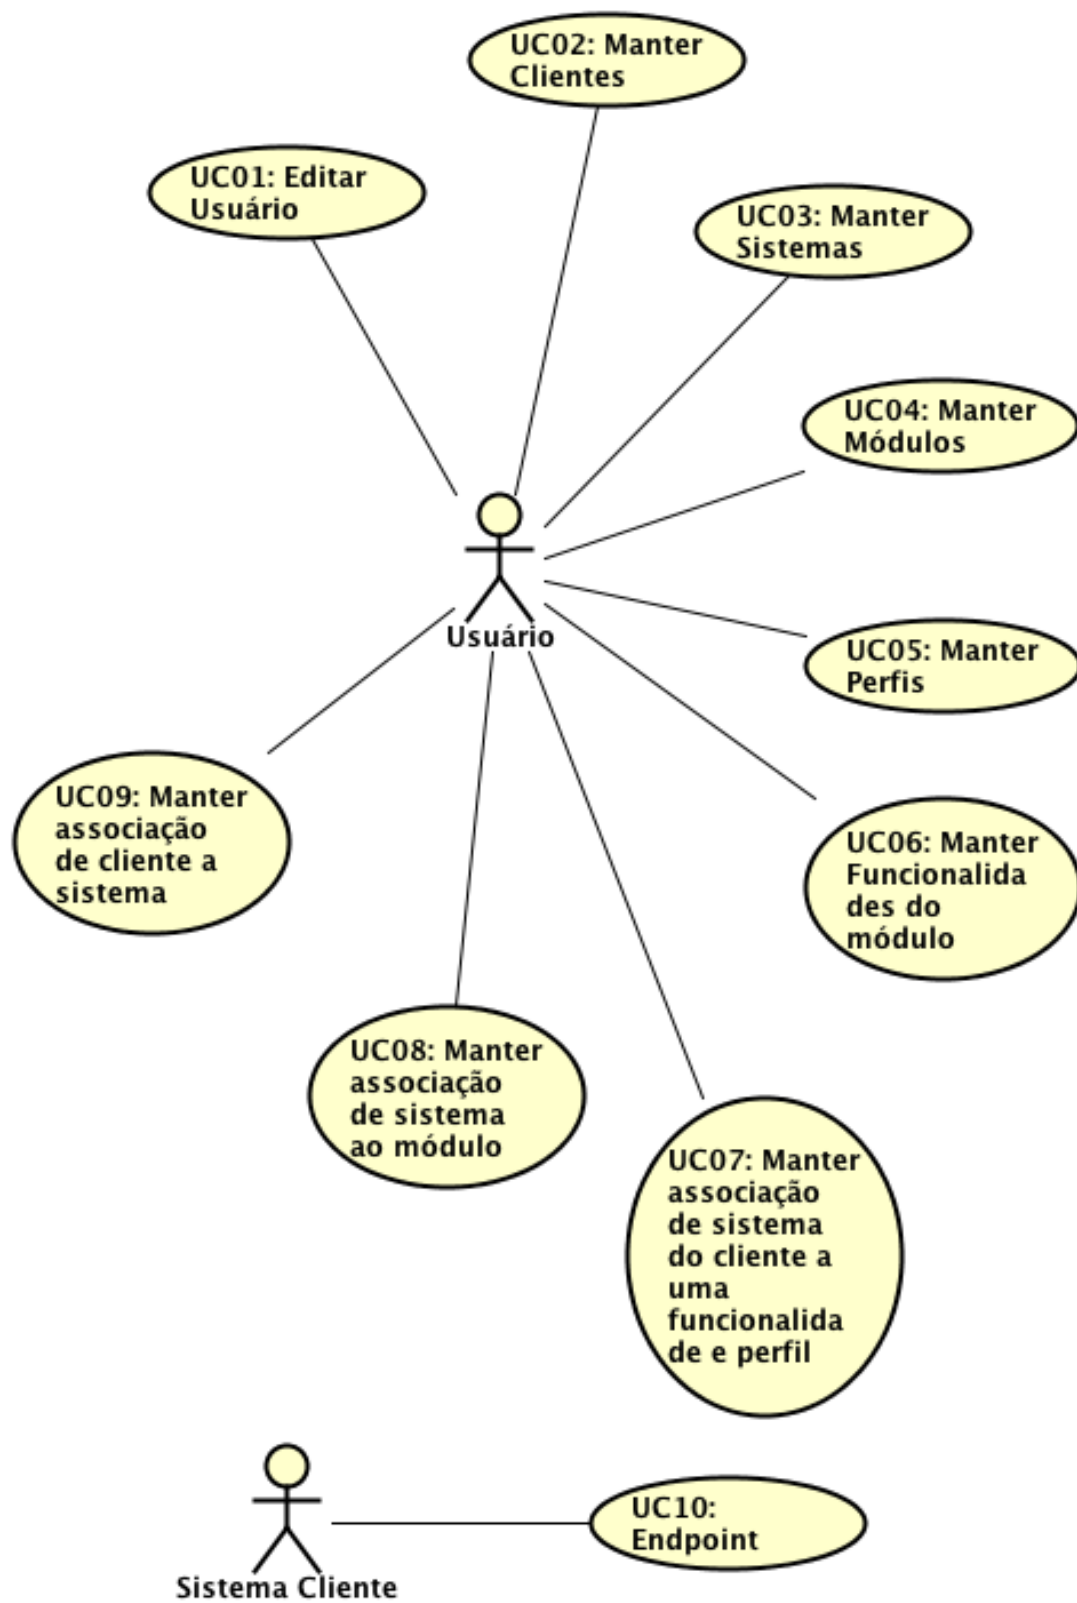 UC02: Manter
Clientes
UC01: Editar
Usuário
UC03: Manter
Sistemas
UC04: Manter
Módulos
Usuário
UC05: Manter
Perfis
UC09: Manter
associação
de cliente a
sistema
UC06: Manter
Funcionalida
des do
módulo
UC08: Manter
associação
de sistema
ao módulo
UC07: Manter
associação
de sistema
do cliente a
uma
funcionalida
de e perfil
UC10:
Endpoint
Sistema Cliente